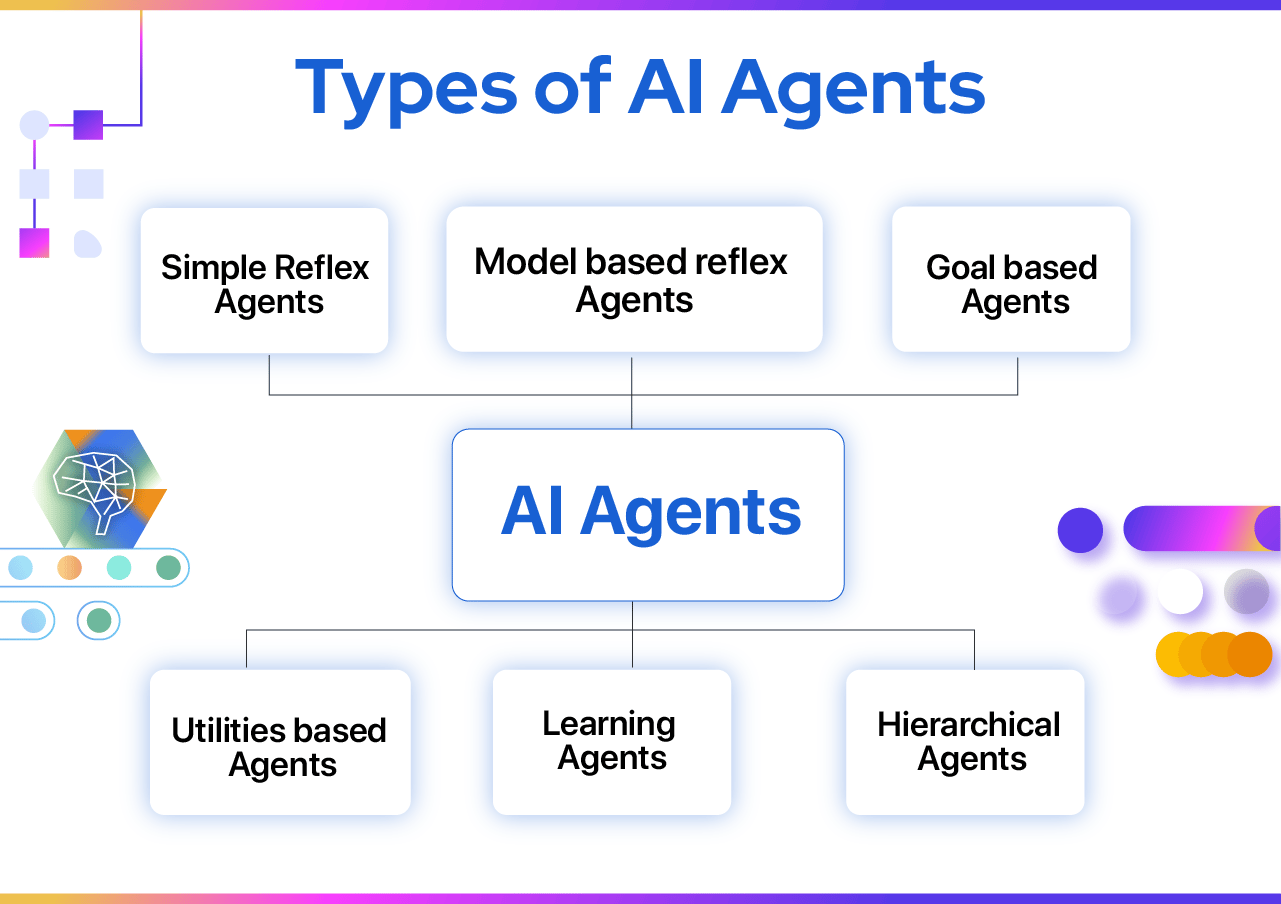 Types of AI Agents
Simple Reflex
Agents
Model based reflex
Agents
Goal based
Agents
AI Agents
Utilities based
Agents
Learning
Agents
Hierarchical
Agents